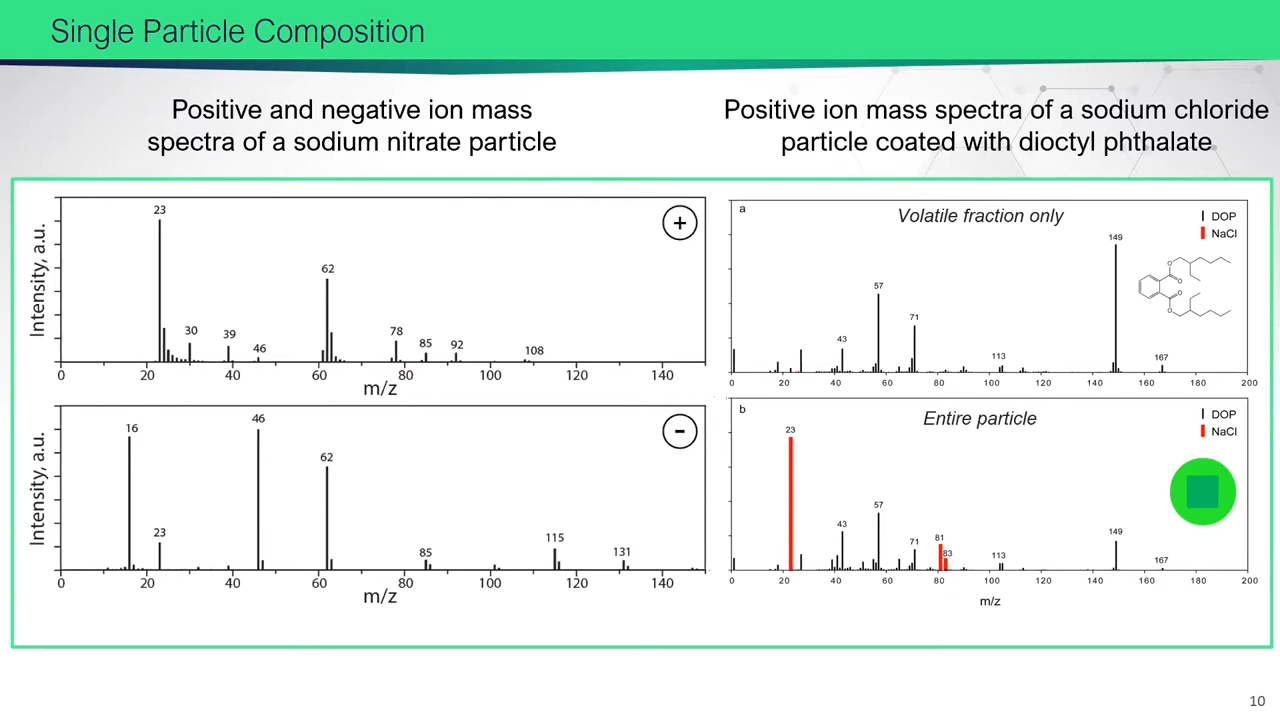 Single Particle Composition
Positive and negative ion mass
spectra of a sodium nitrate particle
Positive ion mass spectra of a sodium chloride
particle coated with dioctyl phthalate
Intensity, a.u.
23
30
39
46
62
78
85
92
108
+
0 20 40 60 80 100 120 140
m/z
Intensity, a.u.
16
23
46
62
85
115
131
-
0 20 40 60 80 100 120 140
m/z
a
Volatile fraction only
DOP
NaCl
43
57
71
113
149
167
O
O
O
O
0 20 40 60 80 100 120 140 160 180 200
b
Entire particle
DOP
NaCl
23
43
57
71
81
83
113
149
167
0 20 40 60 80 100 120 140 160 180 200
m/z
10